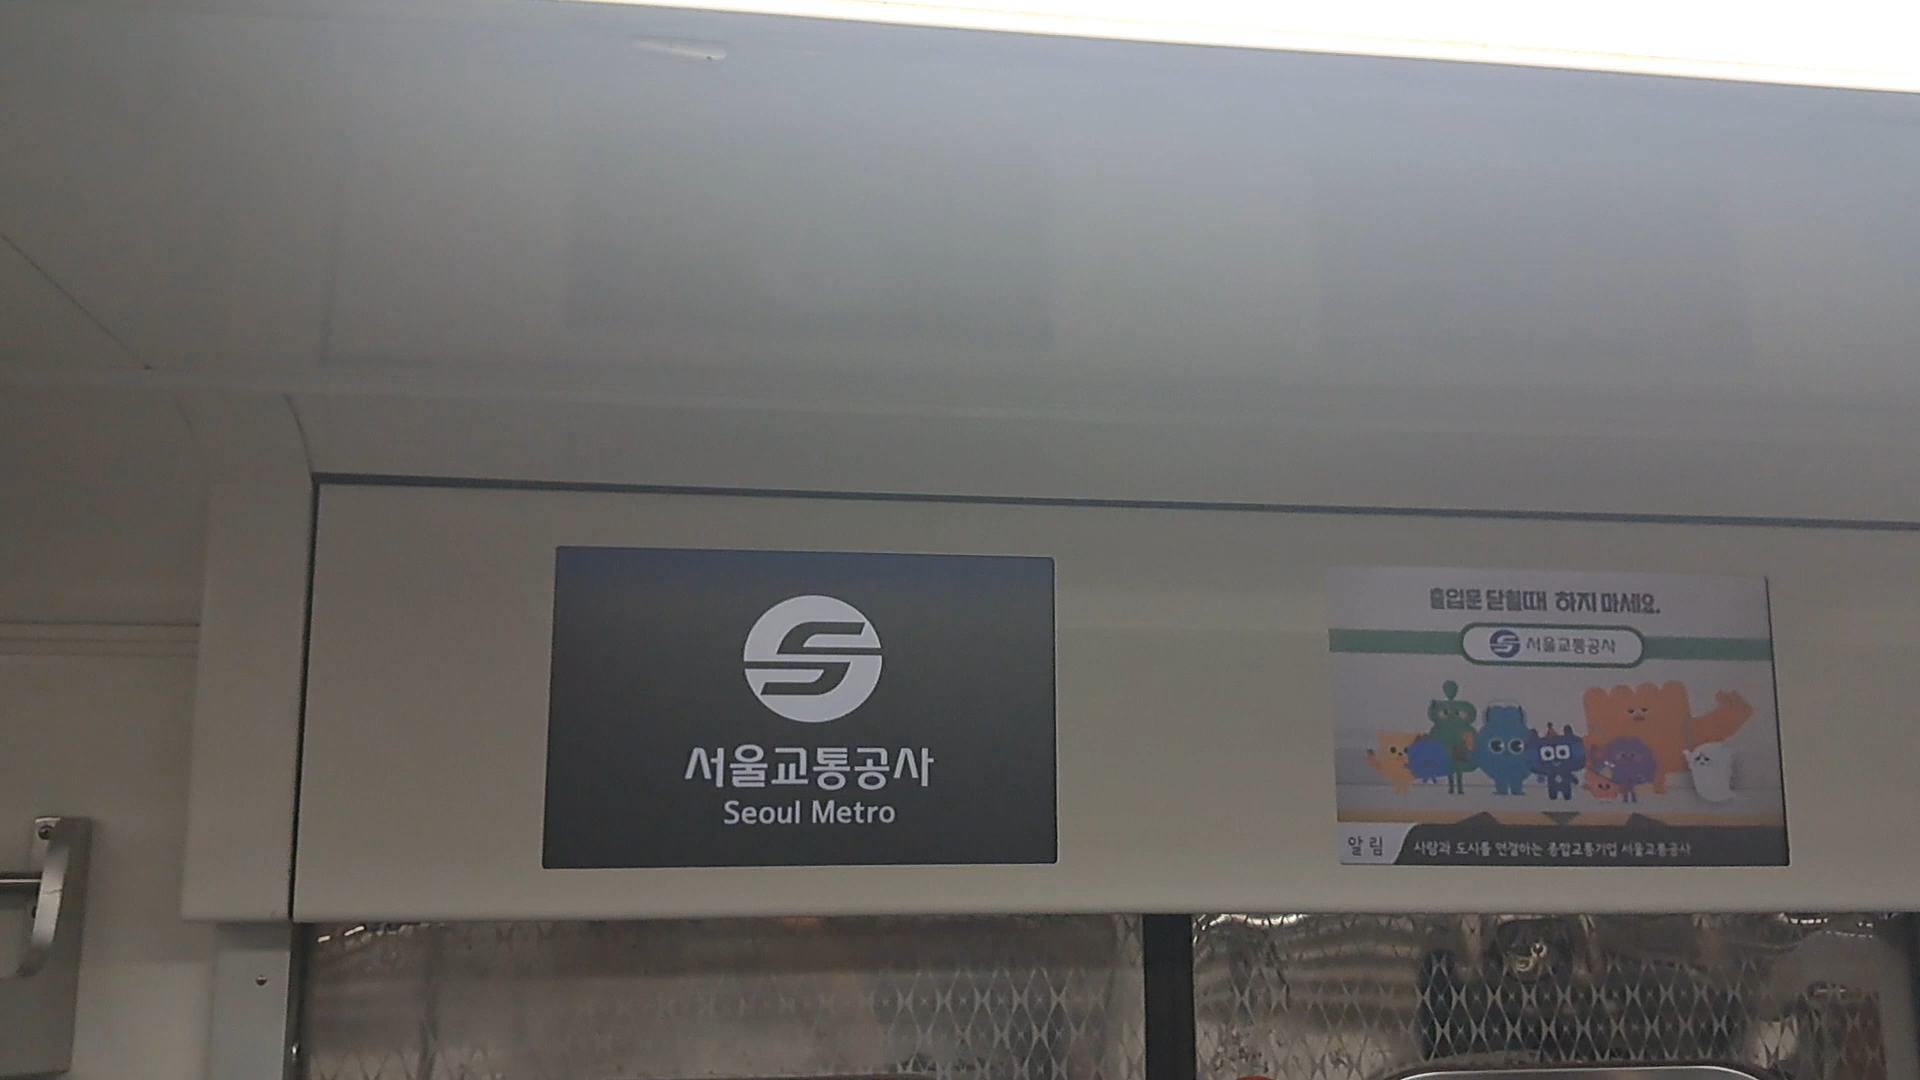 서울교통공사
Seoul Metro
출입문 닫힐때 하지 마세요.
서울교통공사
알림
사람과 도시를 연결하는 종합교통기업 서울교통공사